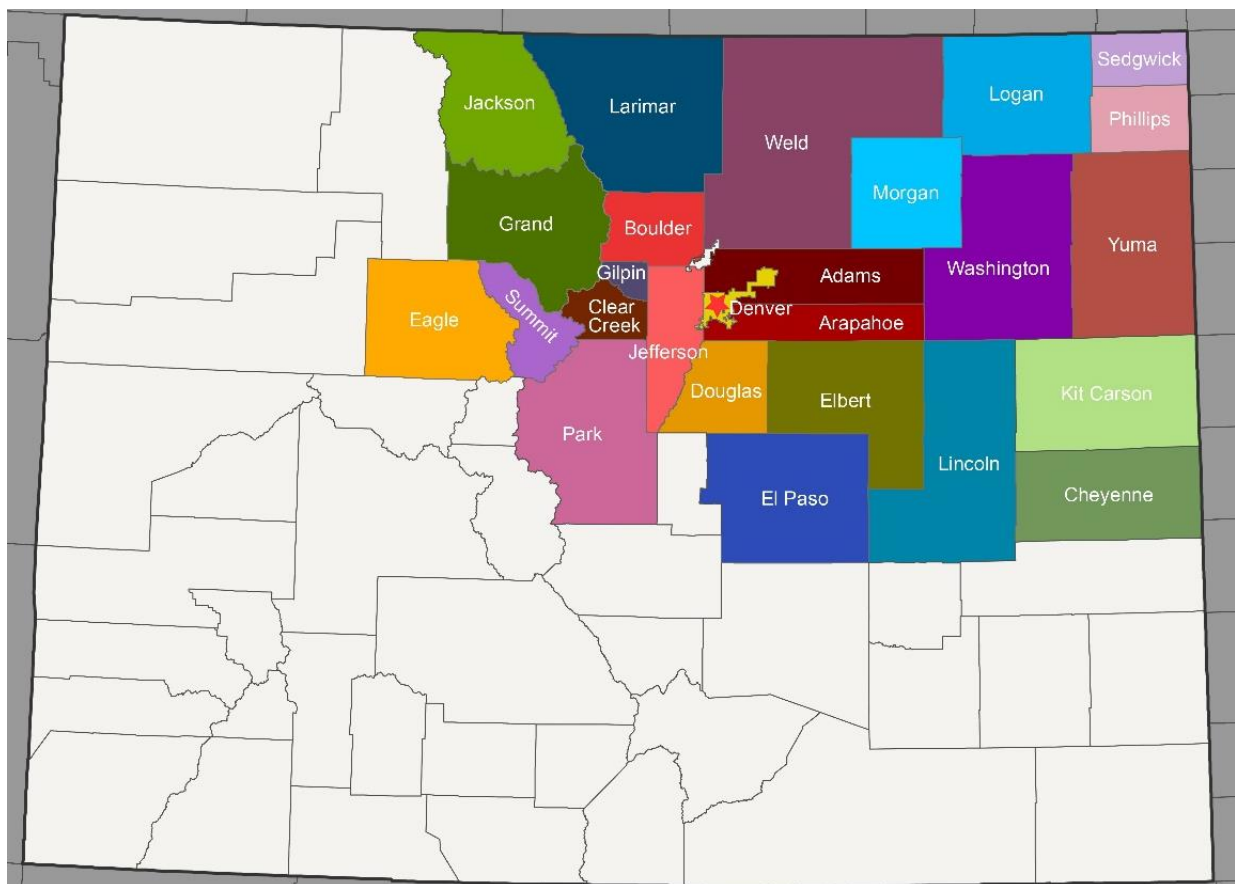 Sedgwick
Logan
Jackson
Larimar
Phillips
Weld
Morgan
Grand
Boulder
Yuma
Gilpin
Adams
Washington
Summit
Clear
Creek
Denver
Eagle
Arapahoe
Jefferson
Douglas
Elbert
Kit Carson
Park
Lincoln
El Paso
Cheyenne